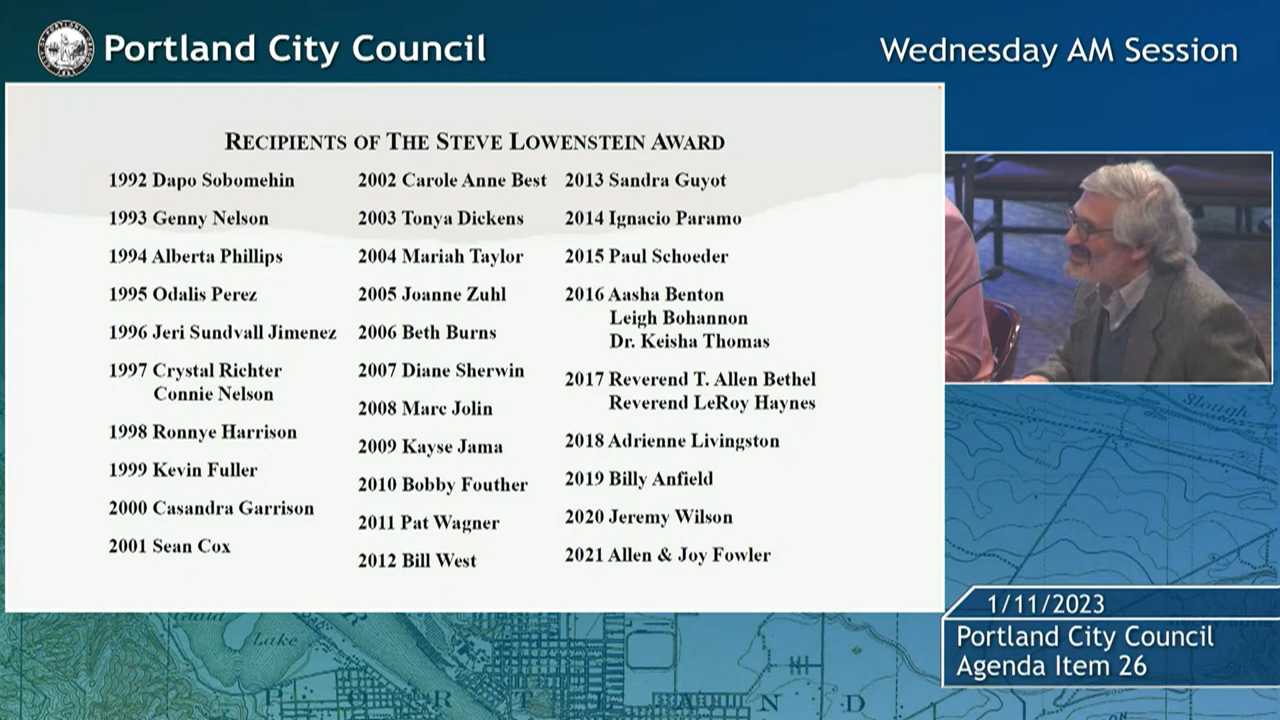 Portland City Council
Wednesday AM Session
RECIPIENTS OF THE STEVE LOWENSTEIN AWARD
1992 Dapo Sobomehin
1993 Genny Nelson
1994 Alberta Phillips
1995 Odalis Perez
1996 Jeri Sundvall Jimenez
1997 Crystal Richter
Connie Nelson
1998 Ronnye Harrison
1999 Kevin Fuller
2000 Casandra Garrison
2001 Sean Cox
2002 Carole Anne Best
2003 Tonya Dickens
2004 Mariah Taylor
2005 Joanne Zuhl
2006 Beth Burns
2007 Diane Sherwin
2008 Marc Jolin
2009 Kayse Jama
2010 Bobby Fouther
2011 Pat Wagner
2012 Bill West
2013 Sandra Guyot
2014 Ignacio Paramo
2015 Paul Schoeder
2016 Aasha Benton
Leigh Bohannon
Dr. Keisha Thomas
2017 Reverend T. Allen Bethel
Reverend LeRoy Haynes
2018 Adrienne Livingston
2019 Billy Anfield
2020 Jeremy Wilson
2021 Allen & Joy Fowler
Slough
1/11/2023
Portland City Council
Agenda Item 26
Guild
Lake
P O R T L A N D